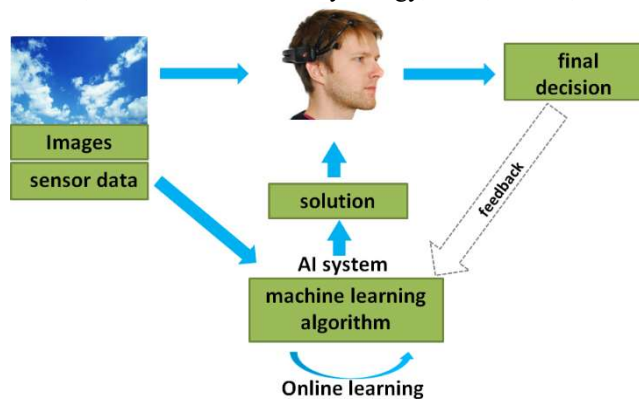 final
decision
Images
sensor data
solution
feedback
AI system
machine learning
algorithm
Online learning